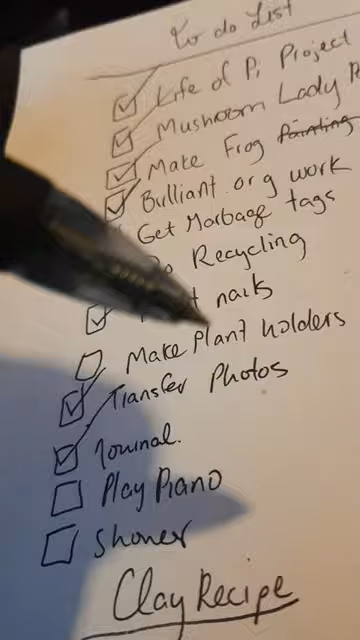 To do List
Life of Pi Project
Mushroom Lady
Make Frog painting
Brilliant.org work
Get Garbage tags
Do Recycling
nails
Make Plant holders
Transfer Photos
Journal.
Play Piano
Shower
Clay Recipe